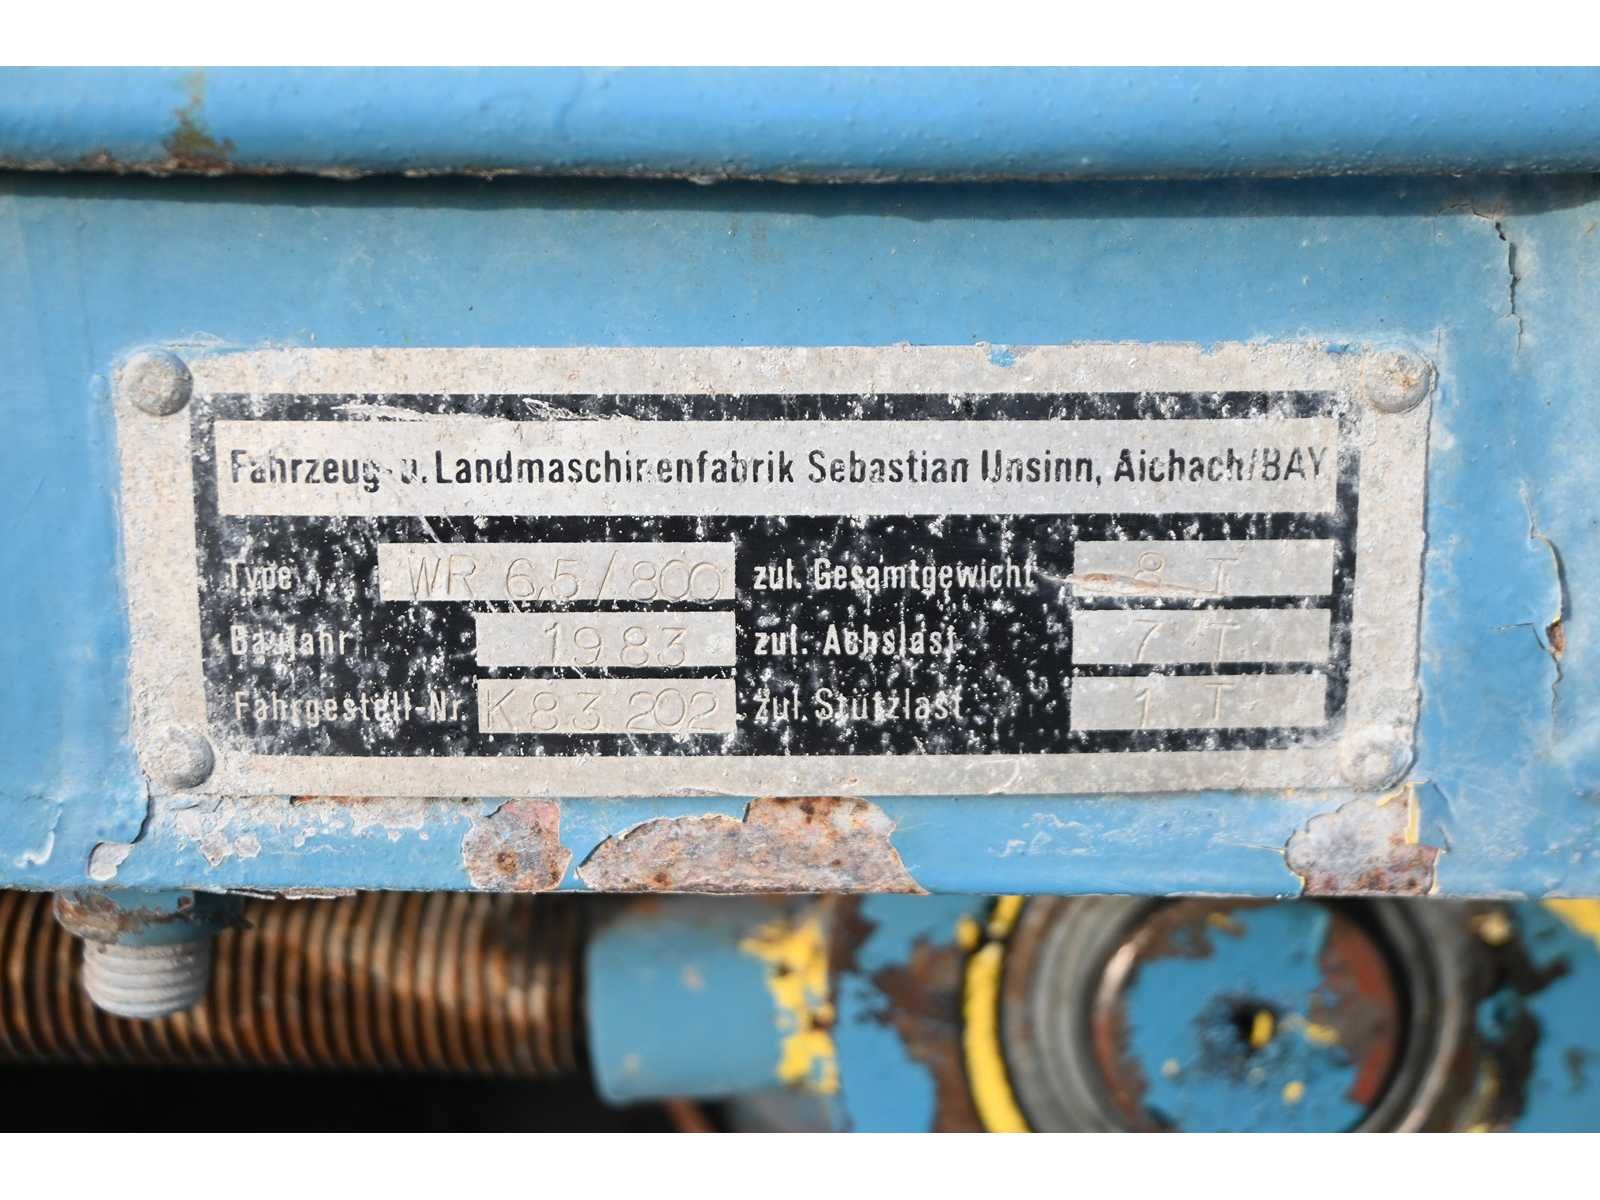 Fahrzeug- u. Landmaschinenfabrik Sebastian Unsinn, Aichach/BAY
Type WR 6,5/800 zul. Gesamtgewicht 8 T
Baujahr 1983 zul. Achslast 7 T
Fahrgestell-Nr. K 83 202 zul. Stützlast 1 T